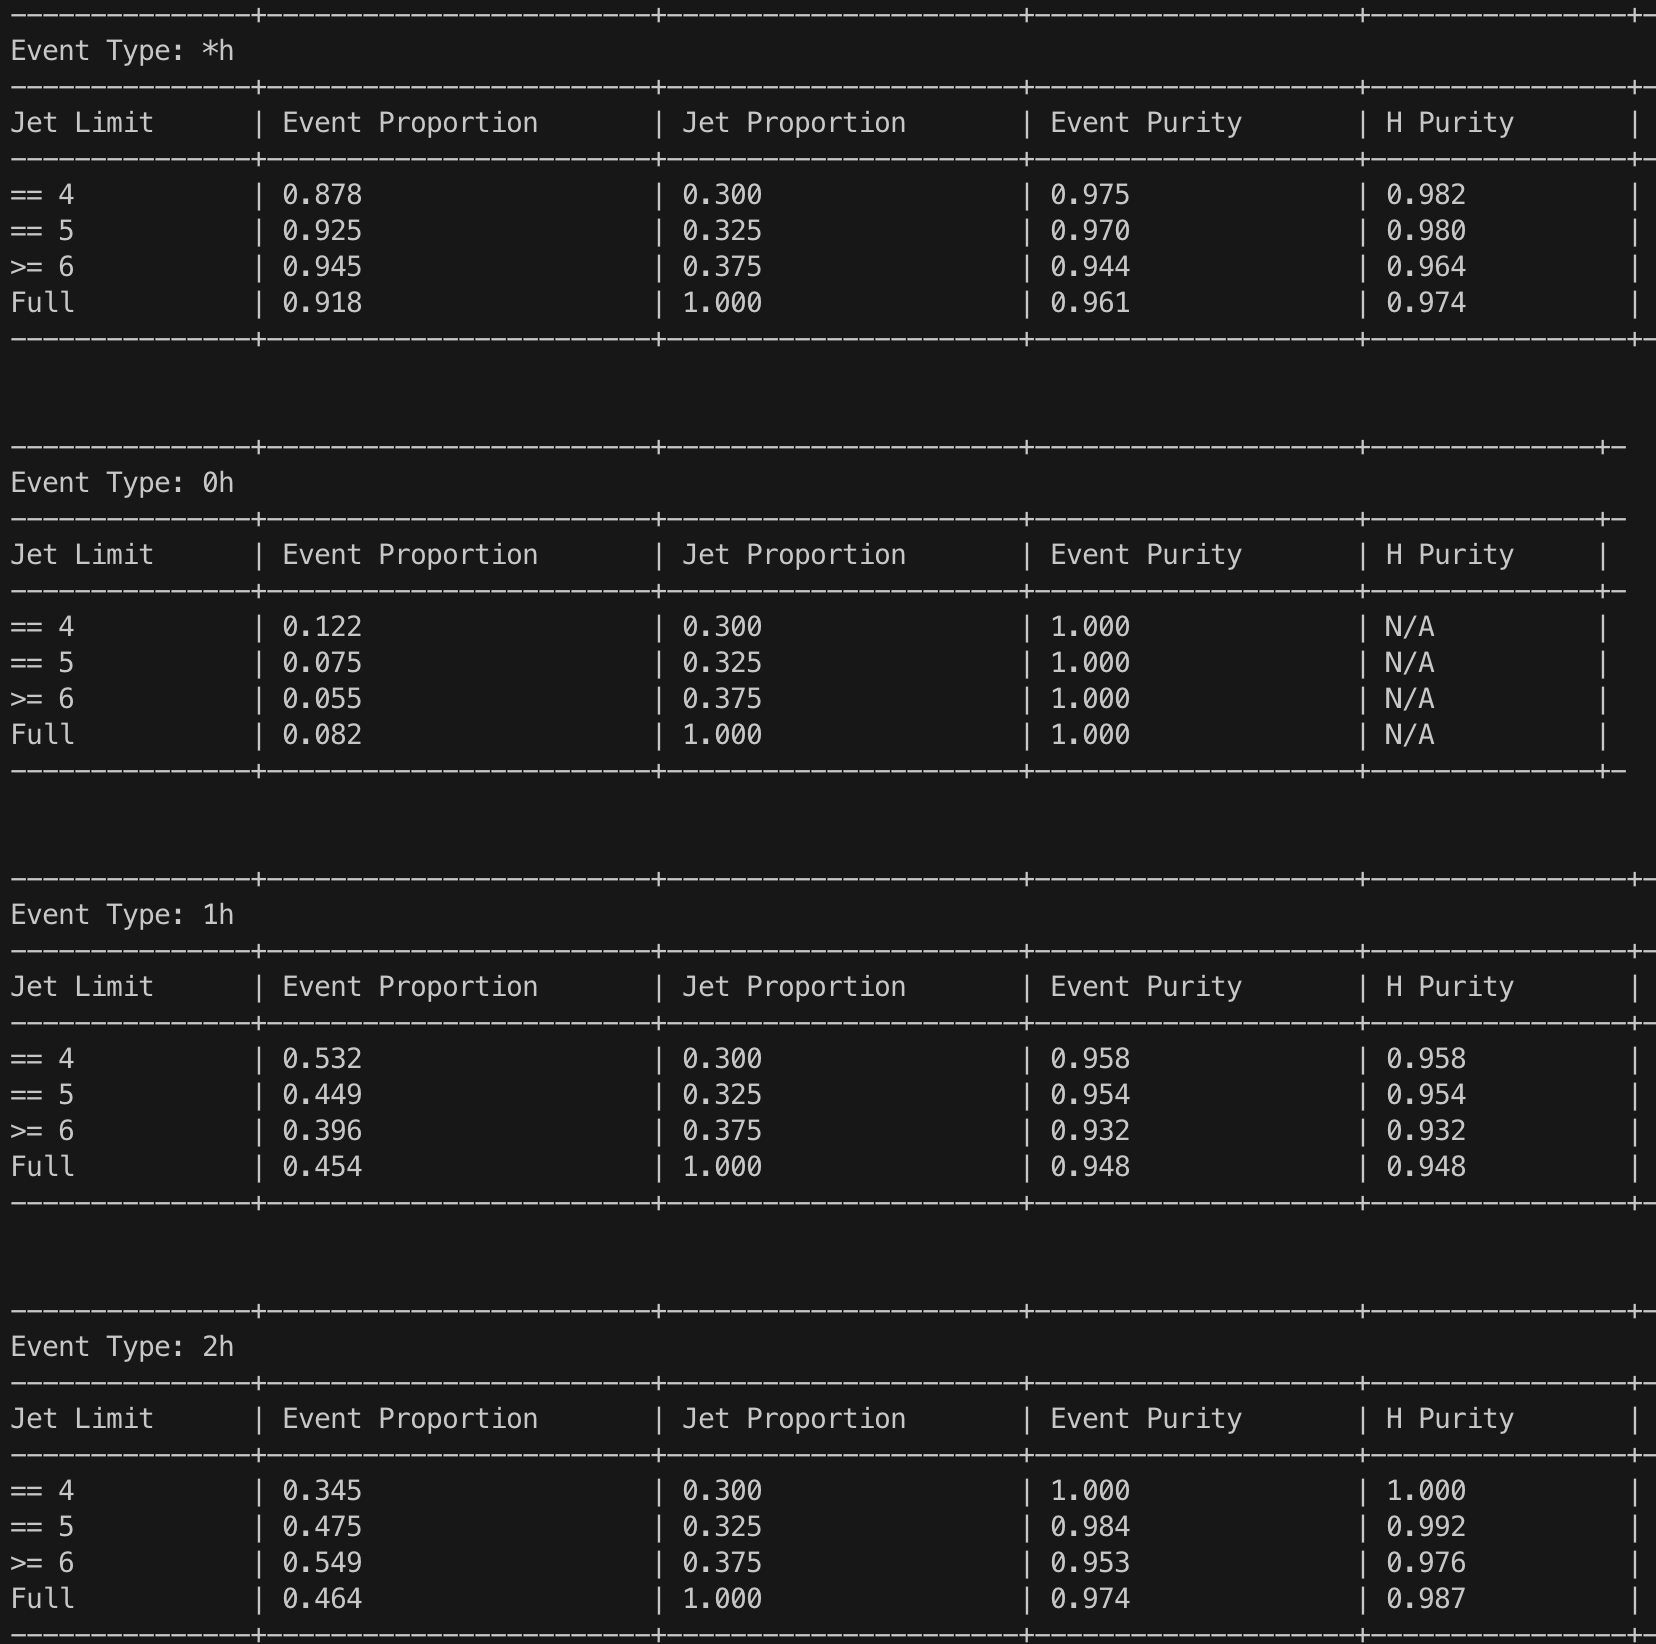 ---------------+------------------------+----------------------+--------------------+----------------+-
Event Type: *h
---------------+------------------------+----------------------+--------------------+----------------+-
Jet Limit      | Event Proportion       | Jet Proportion       | Event Purity       | H Purity       |
---------------+------------------------+----------------------+--------------------+----------------+-
== 4           | 0.878                  | 0.300                | 0.975              | 0.982          |
== 5           | 0.925                  | 0.325                | 0.970              | 0.980          |
>= 6           | 0.945                  | 0.375                | 0.944              | 0.964          |
Full           | 0.918                  | 1.000                | 0.961              | 0.974          |
---------------+------------------------+----------------------+--------------------+----------------+-
---------------+------------------------+----------------------+--------------------+--------------+-
Event Type: 0h
---------------+------------------------+----------------------+--------------------+--------------+-
Jet Limit      | Event Proportion       | Jet Proportion       | Event Purity       | H Purity     |
---------------+------------------------+----------------------+--------------------+--------------+-
== 4           | 0.122                  | 0.300                | 1.000              | N/A          |
== 5           | 0.075                  | 0.325                | 1.000              | N/A          |
>= 6           | 0.055                  | 0.375                | 1.000              | N/A          |
Full           | 0.082                  | 1.000                | 1.000              | N/A          |
---------------+------------------------+----------------------+--------------------+--------------+-
---------------+------------------------+----------------------+--------------------+----------------+-
Event Type: 1h
---------------+------------------------+----------------------+--------------------+----------------+-
Jet Limit      | Event Proportion       | Jet Proportion       | Event Purity       | H Purity       |
---------------+------------------------+----------------------+--------------------+----------------+-
== 4           | 0.532                  | 0.300                | 0.958              | 0.958          |
== 5           | 0.449                  | 0.325                | 0.954              | 0.954          |
>= 6           | 0.396                  | 0.375                | 0.932              | 0.932          |
Full           | 0.454                  | 1.000                | 0.948              | 0.948          |
---------------+------------------------+----------------------+--------------------+----------------+-
---------------+------------------------+----------------------+--------------------+----------------+-
Event Type: 2h
---------------+------------------------+----------------------+--------------------+----------------+-
Jet Limit      | Event Proportion       | Jet Proportion       | Event Purity       | H Purity       |
---------------+------------------------+----------------------+--------------------+----------------+-
== 4           | 0.345                  | 0.300                | 1.000              | 1.000          |
== 5           | 0.475                  | 0.325                | 0.984              | 0.992          |
>= 6           | 0.549                  | 0.375                | 0.953              | 0.976          |
Full           | 0.464                  | 1.000                | 0.974              | 0.987          |
---------------+------------------------+----------------------+--------------------+----------------+-